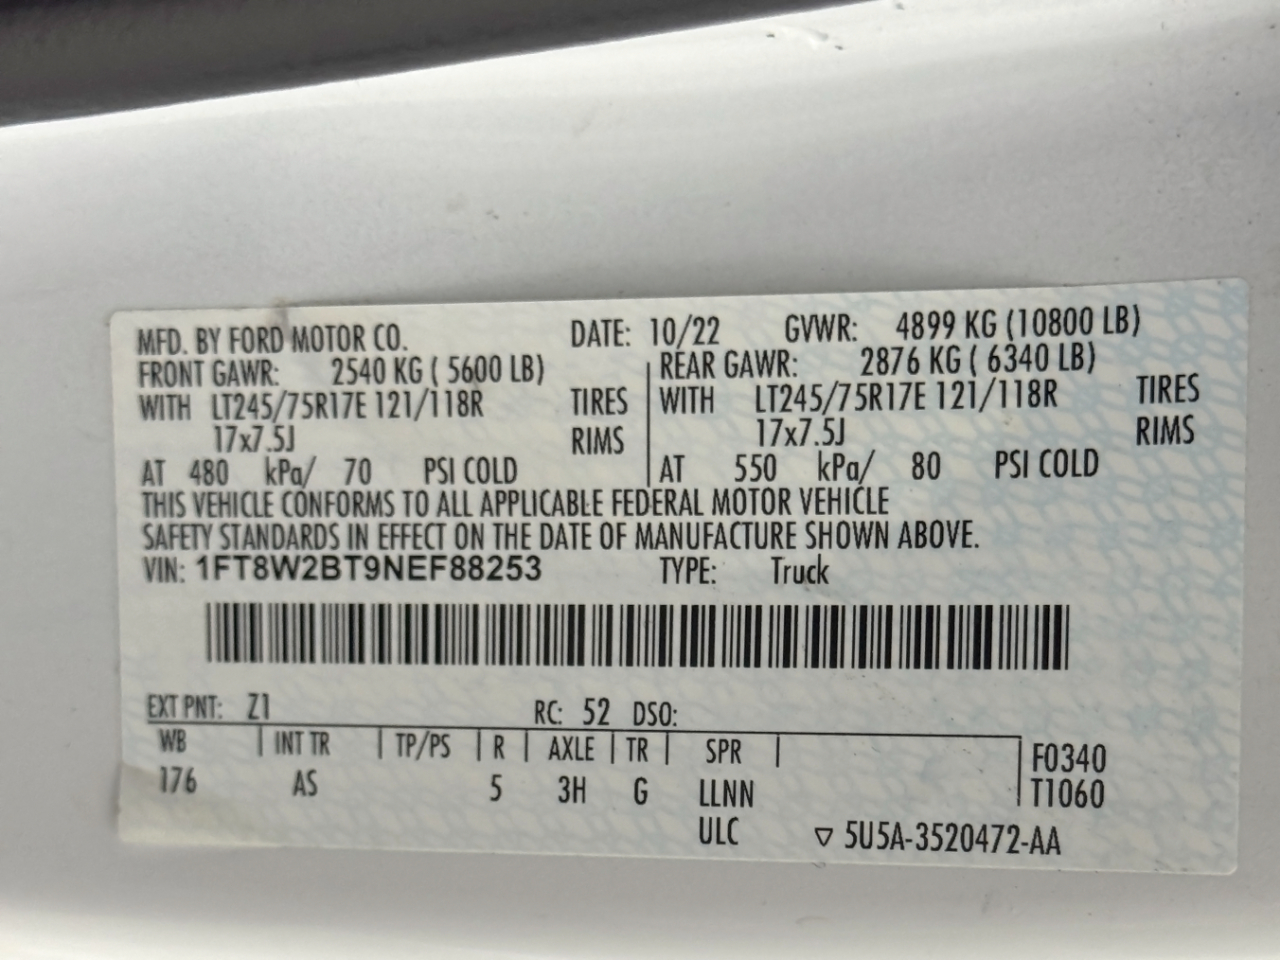 MFD. BY FORD MOTOR CO. DATE: 10/22 GVWR: 4899 KG (10800 LB)
FRONT GAWR: 2540 KG ( 5600 LB) REAR GAWR: 2876 KG ( 6340 LB)
WITH LT245/75R17E 121/118R TIRES WITH LT245/75R17E 121/118R TIRES
17x7.5J RIMS 17x7.5J RIMS
AT 480 kPa/ 70 PSI COLD AT 550 kPa/ 80 PSI COLD
THIS VEHICLE CONFORMS TO ALL APPLICABLE FEDERAL MOTOR VEHICLE
SAFETY STANDARDS IN EFFECT ON THE DATE OF MANUFACTURE SHOWN ABOVE.
VIN: 1FT8W2BT9NEF88253 TYPE: Truck
EXT PNT: Z1 RC: 52 DSO:
WB INT TR TP/PS R AXLE TR SPR F0340
176 AS 5 3H G LLNN T1060
ULC ▽ 5U5A-3520472-AA